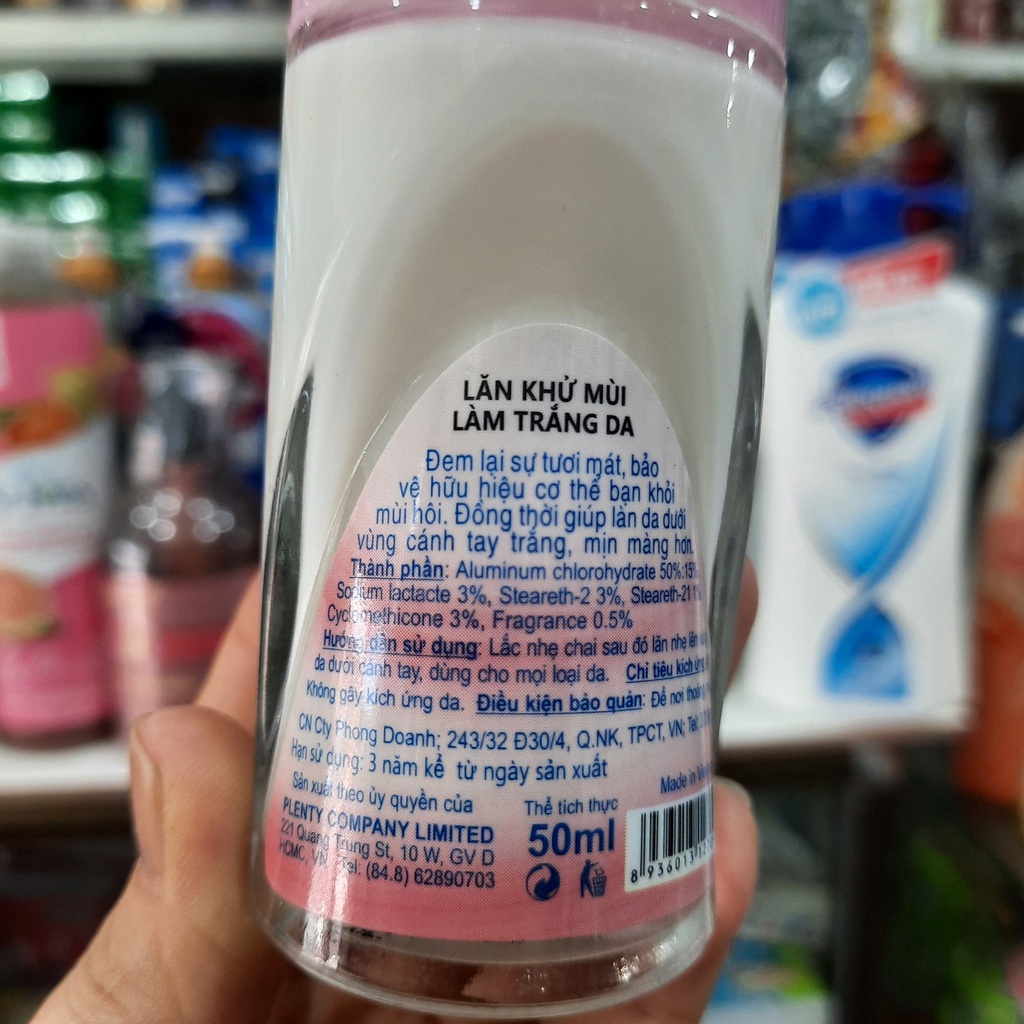 LĂN KHỬ MÙI
LÀM TRẮNG DA
Đem lại sự tươi mát, bảo
vệ hữu hiệu cơ thể bạn khỏi
mùi hôi. Đồng thời giúp làn da dưới
vùng cánh tay trắng, mịn màng hơn.
Thành phần: Aluminum chlorohydrate 50%:15%
Sodium lactacte 3%, Steareth-2 3%, Steareth-21
Cyclomethicone 3%, Fragrance 0.5%
Hướng dẫn sử dụng: Lắc nhẹ chai sau đó lăn nhẹ lên
da dưới cánh tay, dùng cho mọi loại da. Chỉ tiêu kích ứng
Không gây kích ứng da. Điều kiện bảo quản: Để nơi
CN Cty Phong Doanh; 243/32 Đ30/4, Q.NK, TPCT, VN; Tel:
Hạn sử dụng: 3 năm kể từ ngày sản xuất
Made in
Sản xuất theo ủy quyền của
PLENTY COMPANY LIMITED
221 Quang Trung St, 10 W, GV D
HCMC, VN Tel: (84.8) 62890703
Thể tích thực
50ml
8 936013